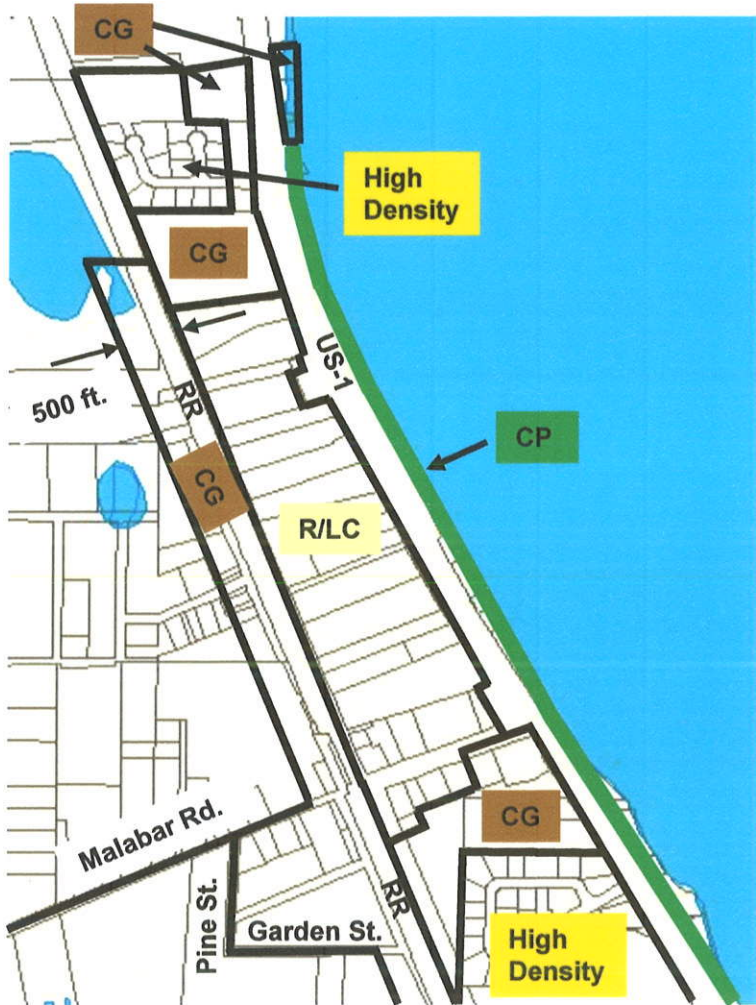 CG
High
Density
CG
US-1
500 ft.
RR
CP
CG
R/LC
Malabar Rd.
CG
Pine St.
Garden St.
RR
High
Density